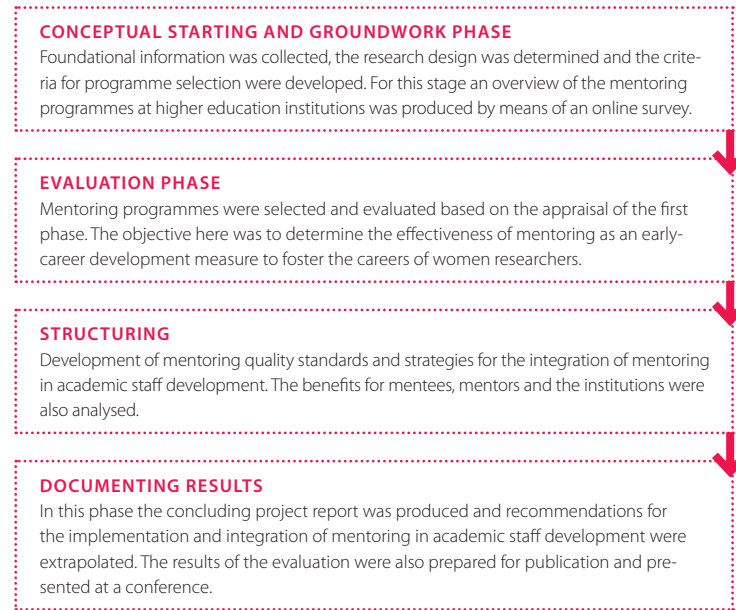 CONCEPTUAL STARTING AND GROUNDWORK PHASE
Foundational information was collected, the research design was determined and the crite-
ria for programme selection were developed. For this stage an overview of the mentoring
programmes at higher education institutions was produced by means of an online survey.
EVALUATION PHASE
Mentoring programmes were selected and evaluated based on the appraisal of the first
phase. The objective here was to determine the effectiveness of mentoring as an early-
career development measure to foster the careers of women researchers.
STRUCTURING
Development of mentoring quality standards and strategies for the integration of mentoring
in academic staff development. The benefits for mentees, mentors and the institutions were
also analysed.
DOCUMENTING RESULTS
In this phase the concluding project report was produced and recommendations for
the implementation and integration of mentoring in academic staff development were
extrapolated. The results of the evaluation were also prepared for publication and pre-
sented at a conference.